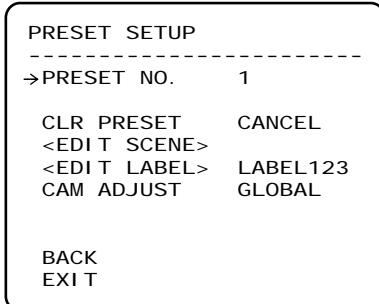 PRESET SETUP
------------------------
→PRESET NO. 1
CLR PRESET CANCEL
<EDIT SCENE>
<EDIT LABEL> LABEL123
CAM ADJUST GLOBAL
BACK
EXIT